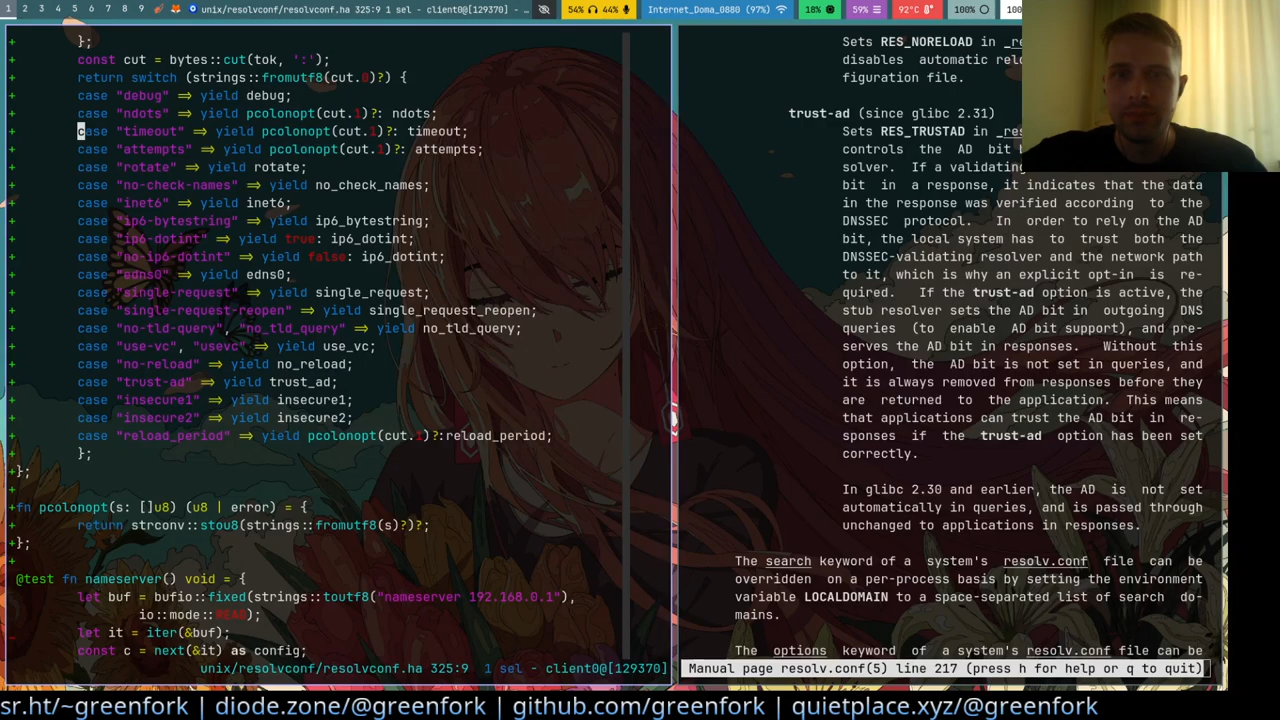 1 2 3 4 5 6 7 8 9 unix/resolvconf/resolvconf.ha 325:9 1 sel - client0@[129370] - … 54% 44% Internet_Doma_0880 (97%) 18% 59% 92°C 100% 100
+ };
+ const cut = bytes::cut(tok, ':');
+ return switch (strings::fromutf8(cut.0)?) {
+ case "debug" => yield debug;
+ case "ndots" => yield pcolonopt(cut.1)?: ndots;
+ case "timeout" => yield pcolonopt(cut.1)?: timeout;
+ case "attempts" => yield pcolonopt(cut.1)?: attempts;
+ case "rotate" => yield rotate;
+ case "no-check-names" => yield no_check_names;
+ case "inet6" => yield inet6;
+ case "ip6-bytestring" => yield ip6_bytestring;
+ case "ip6-dotint" => yield true: ip6_dotint;
+ case "no-ip6-dotint" => yield false: ip6_dotint;
+ case "edns0" => yield edns0;
+ case "single-request" => yield single_request;
+ case "single-request-reopen" => yield single_request_reopen;
+ case "no-tld-query", "no_tld_query" => yield no_tld_query;
+ case "use-vc", "usevc" => yield use_vc;
+ case "no-reload" => yield no_reload;
+ case "trust-ad" => yield trust_ad;
+ case "insecure1" => yield insecure1;
+ case "insecure2" => yield insecure2;
+ case "reload_period" => yield pcolonopt(cut.1)?:reload_period;
+ };
+};
+
+fn pcolonopt(s: []u8) (u8 | error) = {
+ return strconv::stou8(strings::fromutf8(s)?)?;
+};
+
@test fn nameserver() void = {
let buf = bufio::fixed(strings::toutf8("nameserver 192.168.0.1"),
io::mode::READ);
let it = iter(&buf);
const c = next(&it) as config;
unix/resolvconf/resolvconf.ha 325:9 1 sel - client0@[129370]
Sets RES_NORELOAD in _re
disables automatic relo
figuration file.
trust-ad (since glibc 2.31)
Sets RES_TRUSTAD in _res
controls the AD bit b
solver. If a validating
bit in a response, it indicates that the data
in the response was verified according to the
DNSSEC protocol. In order to rely on the AD
bit, the local system has to trust both the
DNSSEC-validating resolver and the network path
to it, which is why an explicit opt-in is re-
quired. If the trust-ad option is active, the
stub resolver sets the AD bit in outgoing DNS
queries (to enable AD bit support), and pre-
serves the AD bit in responses. Without this
option, the AD bit is not set in queries, and
it is always removed from responses before they
are returned to the application. This means
that applications can trust the AD bit in re-
sponses if the trust-ad option has been set
correctly.
In glibc 2.30 and earlier, the AD is not set
automatically in queries, and is passed through
unchanged to applications in responses.
The search keyword of a system's resolv.conf file can be
overridden on a per-process basis by setting the environment
variable LOCALDOMAIN to a space-separated list of search do-
mains.
The options keyword of a system's resolv.conf file can be
Manual page resolv.conf(5) line 217 (press h for help or q to quit)
sr.ht/~greenfork | diode.zone/@greenfork | github.com/greenfork | quietplace.xyz/@greenfork